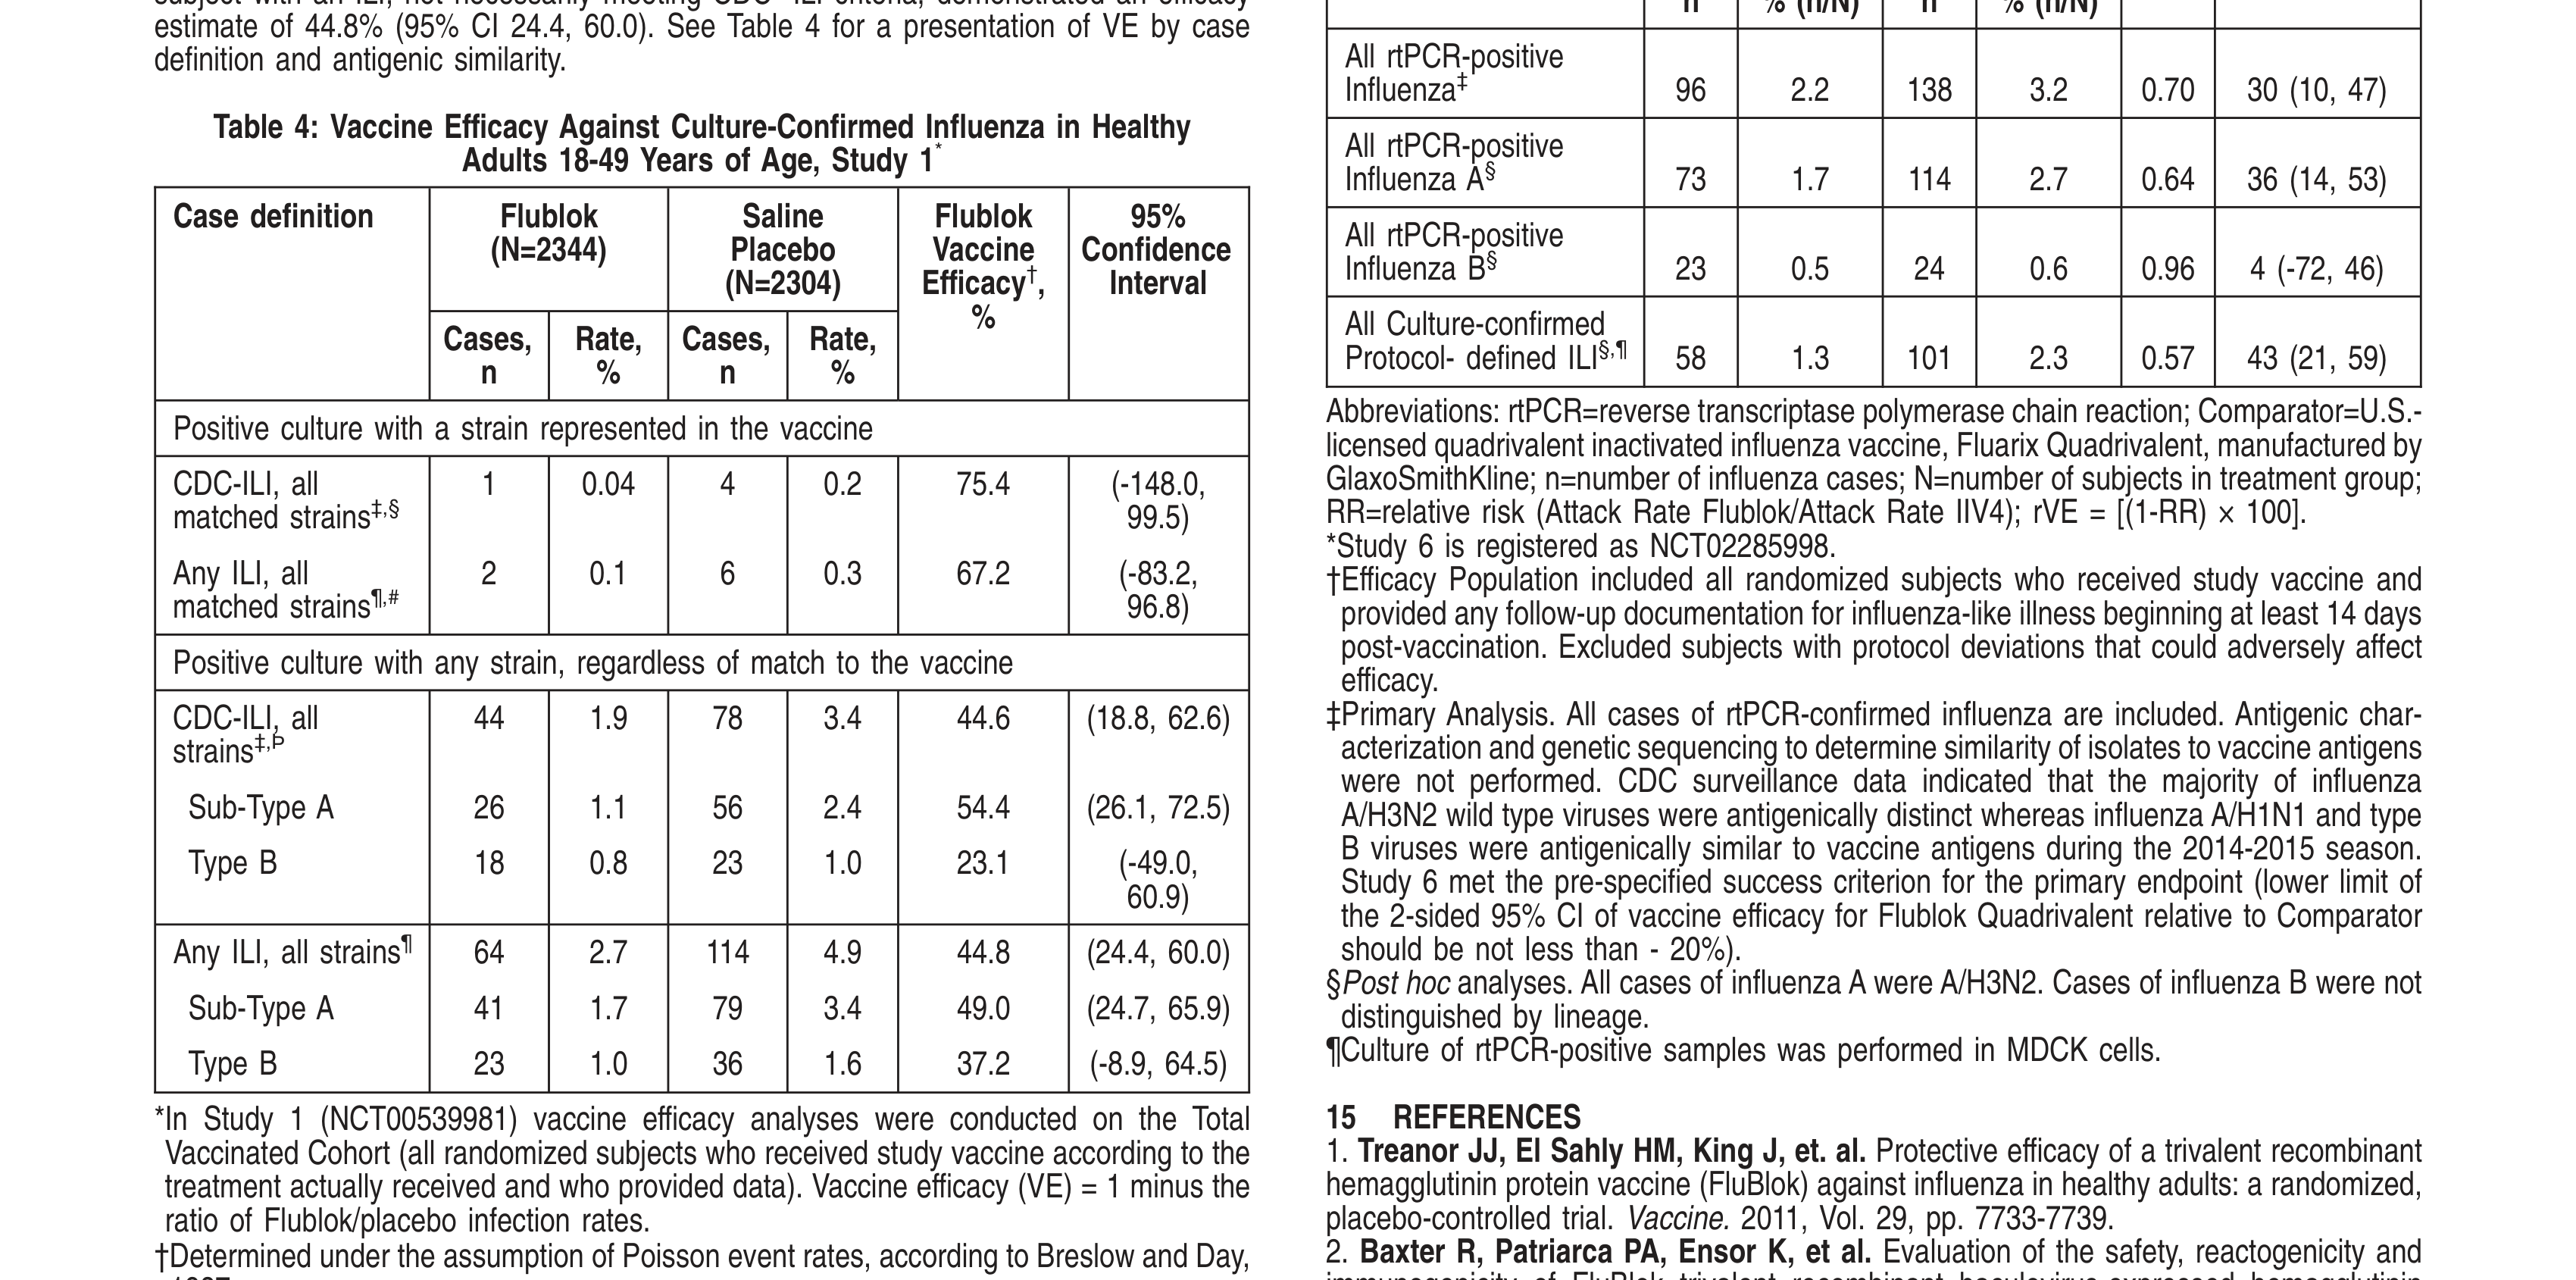 estimate of 44.8% (95% CI 24.4, 60.0). See Table 4 for a presentation of VE by case
definition and antigenic similarity.
Table 4: Vaccine Efficacy Against Culture-Confirmed Influenza in Healthy
Adults 18-49 Years of Age, Study 1*
Case definition
Flublok
(N=2344)
Saline
Placebo
(N=2304)
Flublok
Vaccine
Efficacy†,
%
95%
Confidence
Interval
Cases,
n
Rate,
%
Cases,
n
Rate,
%
Positive culture with a strain represented in the vaccine
CDC-ILI, all
matched strains‡,§ 1 0.04 4 0.2 75.4 (-148.0,
99.5)
Any ILI, all
matched strains¶,# 2 0.1 6 0.3 67.2 (-83.2,
96.8)
Positive culture with any strain, regardless of match to the vaccine
CDC-ILI, all
strains‡,Þ 44 1.9 78 3.4 44.6 (18.8, 62.6)
Sub-Type A 26 1.1 56 2.4 54.4 (26.1, 72.5)
Type B 18 0.8 23 1.0 23.1 (-49.0,
60.9)
Any ILI, all strains¶ 64 2.7 114 4.9 44.8 (24.4, 60.0)
Sub-Type A 41 1.7 79 3.4 49.0 (24.7, 65.9)
Type B 23 1.0 36 1.6 37.2 (-8.9, 64.5)
*In Study 1 (NCT00539981) vaccine efficacy analyses were conducted on the Total
Vaccinated Cohort (all randomized subjects who received study vaccine according to the
treatment actually received and who provided data). Vaccine efficacy (VE) = 1 minus the
ratio of Flublok/placebo infection rates.
†Determined under the assumption of Poisson event rates, according to Breslow and Day,
n % (n/N) n % (n/N)
All rtPCR-positive
Influenza‡ 96 2.2 138 3.2 0.70 30 (10, 47)
All rtPCR-positive
Influenza A§ 73 1.7 114 2.7 0.64 36 (14, 53)
All rtPCR-positive
Influenza B§ 23 0.5 24 0.6 0.96 4 (-72, 46)
All Culture-confirmed
Protocol- defined ILI§,¶ 58 1.3 101 2.3 0.57 43 (21, 59)
Abbreviations: rtPCR=reverse transcriptase polymerase chain reaction; Comparator=U.S.-
licensed quadrivalent inactivated influenza vaccine, Fluarix Quadrivalent, manufactured by
GlaxoSmithKline; n=number of influenza cases; N=number of subjects in treatment group;
RR=relative risk (Attack Rate Flublok/Attack Rate IIV4); rVE = [(1-RR) × 100].
*Study 6 is registered as NCT02285998.
†Efficacy Population included all randomized subjects who received study vaccine and
provided any follow-up documentation for influenza-like illness beginning at least 14 days
post-vaccination. Excluded subjects with protocol deviations that could adversely affect
efficacy.
‡Primary Analysis. All cases of rtPCR-confirmed influenza are included. Antigenic char-
acterization and genetic sequencing to determine similarity of isolates to vaccine antigens
were not performed. CDC surveillance data indicated that the majority of influenza
A/H3N2 wild type viruses were antigenically distinct whereas influenza A/H1N1 and type
B viruses were antigenically similar to vaccine antigens during the 2014-2015 season.
Study 6 met the pre-specified success criterion for the primary endpoint (lower limit of
the 2-sided 95% CI of vaccine efficacy for Flublok Quadrivalent relative to Comparator
should be not less than - 20%).
§Post hoc analyses. All cases of influenza A were A/H3N2. Cases of influenza B were not
distinguished by lineage.
¶Culture of rtPCR-positive samples was performed in MDCK cells.
15 REFERENCES
1. Treanor JJ, El Sahly HM, King J, et. al. Protective efficacy of a trivalent recombinant
hemagglutinin protein vaccine (FluBlok) against influenza in healthy adults: a randomized,
placebo-controlled trial. Vaccine. 2011, Vol. 29, pp. 7733-7739.
2. Baxter R, Patriarca PA, Ensor K, et al. Evaluation of the safety, reactogenicity and